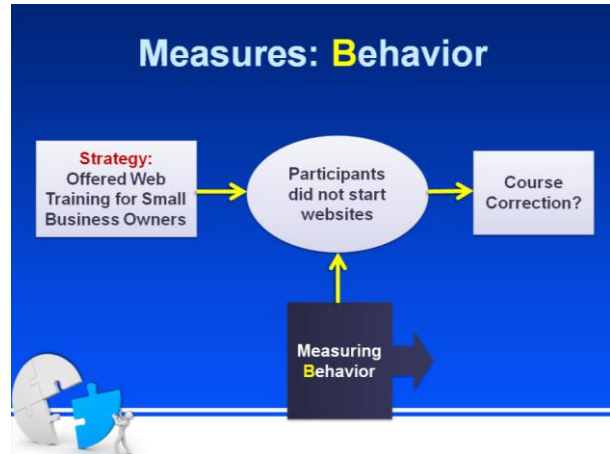 Measures: Behavior
Strategy:
Offered Web
Training for Small
Business Owners
Participants
did not start
websites
Course
Correction?
Measuring
Behavior